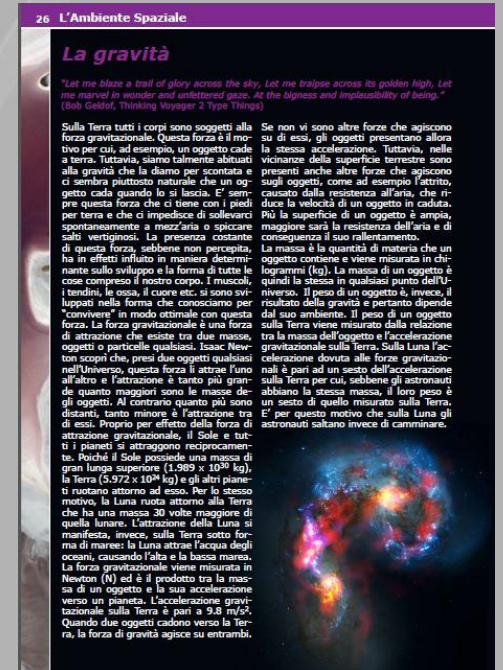 26 L'Ambiente Spaziale
La gravità
"Let me blaze a trail of glory across the sky, Let me traipse across its golden high, Let
me marvel in wonder and unfettered gaze. At the bigness and implausibility of being."
(Bob Geldof, Thinking Voyager 2 Type Things)
Sulla Terra tutti i corpi sono soggetti alla
forza gravitazionale. Questa forza è il mo-
tivo per cui, ad esempio, un oggetto cade
a terra. Tuttavia, siamo talmente abituati
alla gravità che la diamo per scontata e
ci sembra piuttosto naturale che un og-
getto cada quando lo si lascia. E' sem-
pre questa forza che ci tiene con i piedi
per terra e che ci impedisce di sollevarci
spontaneamente a mezz'aria o spiccare
salti vertiginosi. La presenza costante
di questa forza, sebbene non percepita,
ha in effetti influito in maniera determi-
nante sullo sviluppo e la forma di tutte le
cose compreso il nostro corpo. I muscoli,
i tendini, le ossa, il cuore etc. si sono svi-
luppati nella forma che conosciamo per
"convivere" in modo ottimale con questa
forza. La forza gravitazionale è una forza
di attrazione che esiste tra due masse,
oggetti o particelle qualsiasi. Isaac New-
ton scoprì che, presi due oggetti qualsiasi
nell'Universo, questa forza li attrae l'uno
all'altro e l'attrazione è tanto più gran-
de quanto maggiori sono le masse de-
gli oggetti. Al contrario quanto più sono
distanti, tanto minore è l'attrazione tra
di essi. Proprio per effetto della forza di
attrazione gravitazionale, il Sole e tut-
ti i pianeti si attraggono reciprocamen-
te. Poiché il Sole possiede una massa di
gran lunga superiore (1.989 x 10³⁰ kg),
la Terra (5.972 x 10²⁴ kg) e gli altri piane-
ti ruotano attorno ad esso. Per lo stesso
motivo, la Luna ruota attorno alla Terra
che ha una massa 30 volte maggiore di
quella lunare. L'attrazione della Luna si
manifesta, invece, sulla Terra sotto for-
ma di maree: la Luna attrae l'acqua degli
oceani, causando l'alta e la bassa marea.
La forza gravitazionale viene misurata in
Newton (N) ed è il prodotto tra la mas-
sa di un oggetto e la sua accelerazione
verso un pianeta. L'accelerazione gravi-
tazionale sulla Terra è pari a 9.8 m/s².
Quando due oggetti cadono verso la Ter-
ra, la forza di gravità agisce su entrambi.
Se non vi sono altre forze che agiscono
su di essi, gli oggetti presentano allora
la stessa accelerazione. Tuttavia, nelle
vicinanze della superficie terrestre sono
presenti anche altre forze che agiscono
sugli oggetti, come ad esempio l'attrito,
causato dalla resistenza all'aria, che ri-
duce la velocità di un oggetto in caduta.
Più la superficie di un oggetto è ampia,
maggiore sarà la resistenza dell'aria e di
conseguenza il suo rallentamento.
La massa è la quantità di materia che un
oggetto contiene e viene misurata in chi-
logrammi (kg). La massa di un oggetto è
quindi la stessa in qualsiasi punto dell'U-
niverso. Il peso di un oggetto è, invece, il
risultato della gravità e pertanto dipende
dal suo ambiente. Il peso di un oggetto
sulla Terra viene misurato dalla relazione
tra la massa dell'oggetto e l'accelerazione
gravitazionale sulla Terra. Sulla Luna l'ac-
celerazione dovuta alle forze gravitazio-
nali è pari ad un sesto dell'accelerazione
sulla Terra per cui, sebbene gli astronauti
abbiano la stessa massa, il loro peso è
un sesto di quello misurato sulla Terra.
E' per questo motivo che sulla Luna gli
astronauti saltano invece di camminare.